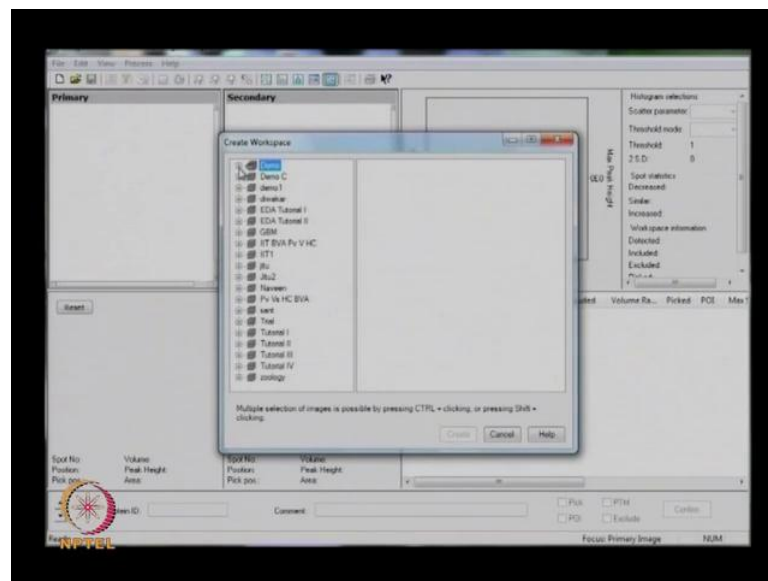 File Edit View Process Help
Primary
Secondary
Histogram selections
Scatter parameter:
Threshold mode:
Threshold: 1
2 S.D: 0
Spot statistics
Decreased:
Similar:
Increased:
Workspace information
Detected:
Included:
Excluded:
Max Peak Height
Create Workspace
Demo
Demo C
demo1
diwakar
EDA Tutorial I
EDA Tutorial II
GBM
IIT BVA Pv V HC
IIT1
jitu
Jitu2
Naveen
Pv Vs HC BVA
sant
Trial
Tutorial I
Tutorial II
Tutorial III
Tutorial IV
zoology
Multiple selection of images is possible by pressing CTRL + clicking, or pressing Shift + clicking.
Create Cancel Help
Reset
Volume Ra... Picked POI Max
Spot No: Volume:
Position: Peak Height:
Pick pos.: Area:
Spot No: Volume:
Position: Peak Height:
Pick pos.: Area:
Protein ID: Comment:
Pick PTM
POI Exclude
Confirm
Focus: Primary Image NUM
NPTEL